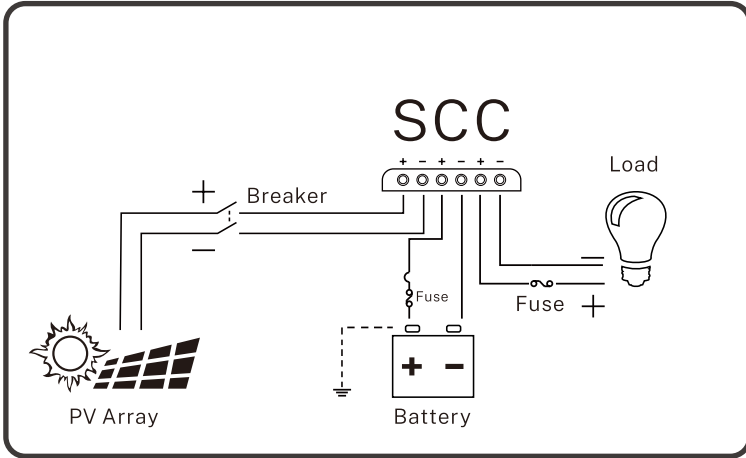 SCC
+ − + − + −
Load
+ Breaker
−
−
Fuse
Fuse +
+ −
PV Array
Battery